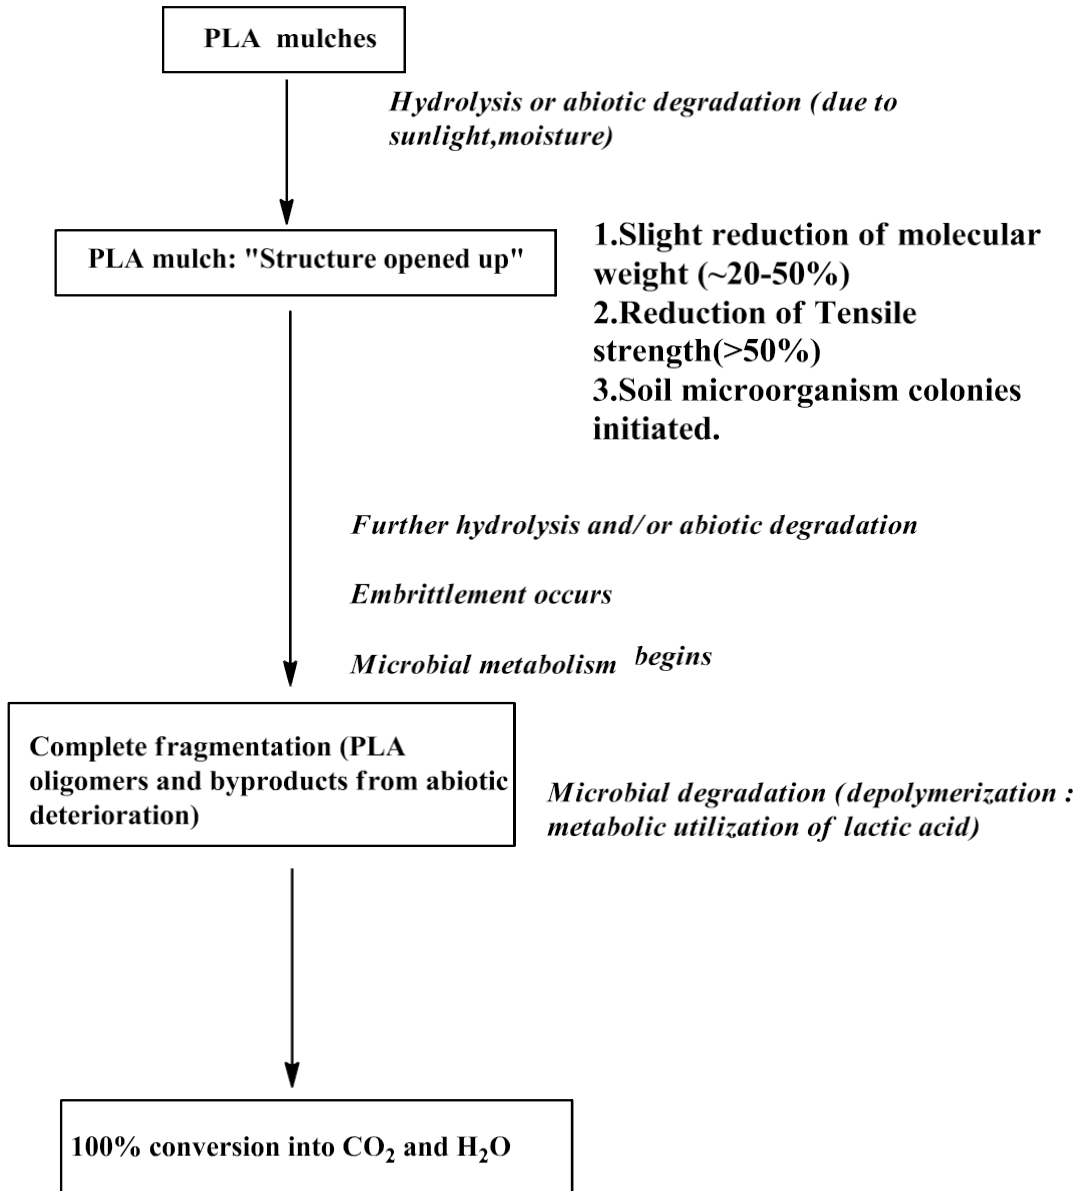 PLA mulches
Hydrolysis or abiotic degradation (due to
sunlight,moisture)
PLA mulch: "Structure opened up"
1.Slight reduction of molecular
weight (~20-50%)
2.Reduction of Tensile
strength(>50%)
3.Soil microorganism colonies
initiated.
Further hydrolysis and/or abiotic degradation
Embrittlement occurs
Microbial metabolism begins
Complete fragmentation (PLA
oligomers and byproducts from abiotic
deterioration)
Microbial degradation (depolymerization :
metabolic utilization of lactic acid)
100% conversion into CO₂ and H₂O